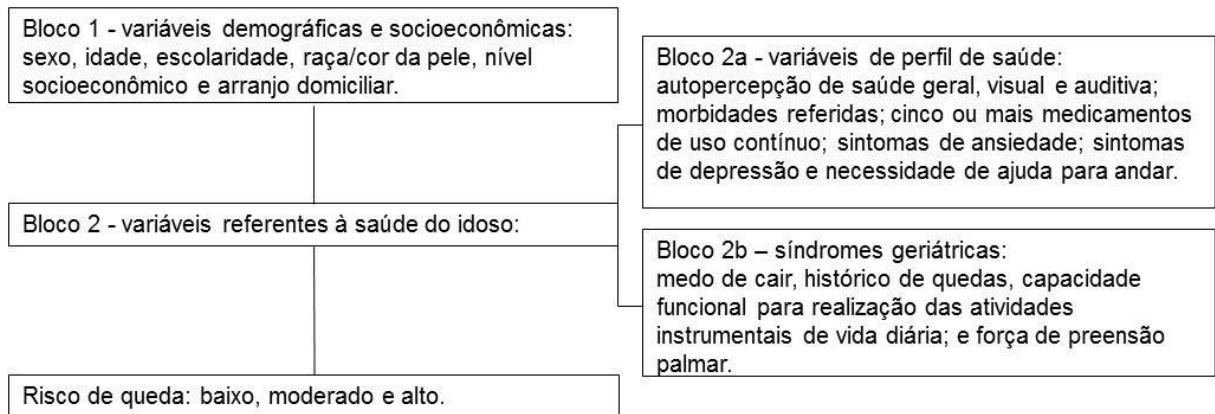 Bloco 1 - variáveis demográficas e socioeconômicas:
sexo, idade, escolaridade, raça/cor da pele, nível
socioeconômico e arranjo domiciliar.
Bloco 2a - variáveis de perfil de saúde:
autopercepção de saúde geral, visual e auditiva;
morbidades referidas; cinco ou mais medicamentos
de uso contínuo; sintomas de ansiedade; sintomas
de depressão e necessidade de ajuda para andar.
Bloco 2 - variáveis referentes à saúde do idoso:
Bloco 2b – síndromes geriátricas:
medo de cair, histórico de quedas, capacidade
funcional para realização das atividades
instrumentais de vida diária; e força de preensão
palmar.
Risco de queda: baixo, moderado e alto.